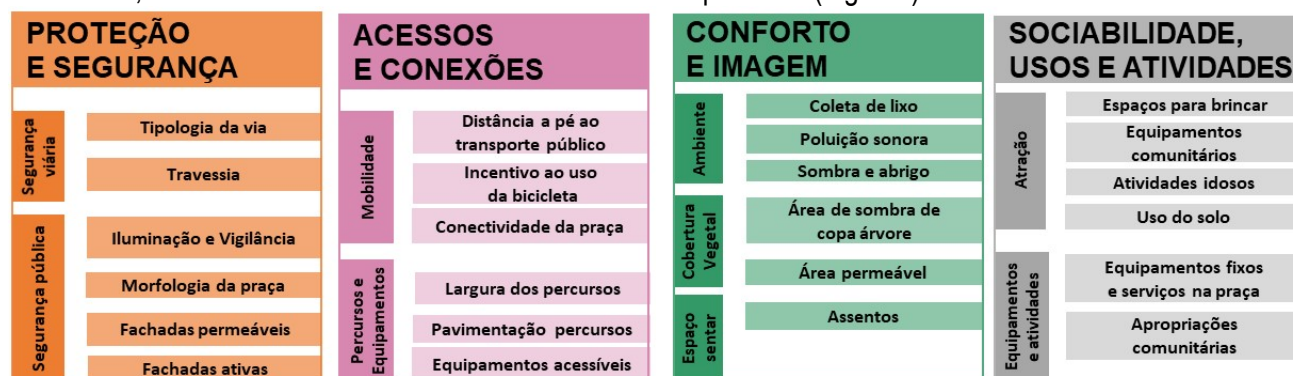 PROTEÇÃO
E SEGURANÇA
Segurança
viária
Tipologia da via
Travessia
Segurança pública
Iluminação e Vigilância
Morfologia da praça
Fachadas permeáveis
Fachadas ativas
ACESSOS
E CONEXÕES
Mobilidade
Distância a pé ao
transporte público
Incentivo ao uso
da bicicleta
Conectividade da praça
Percursos e
Equipamentos
Largura dos percursos
Pavimentação percursos
Equipamentos acessíveis
CONFORTO
E IMAGEM
Ambiente
Coleta de lixo
Poluição sonora
Sombra e abrigo
Cobertura
Vegetal
Área de sombra de
copa árvore
Área permeável
Espaço
sentar
Assentos
SOCIABILIDADE,
USOS E ATIVIDADES
Atração
Espaços para brincar
Equipamentos
comunitários
Atividades idosos
Uso do solo
Equipamentos
e atividades
Equipamentos fixos
e serviços na praça
Apropriações
comunitárias